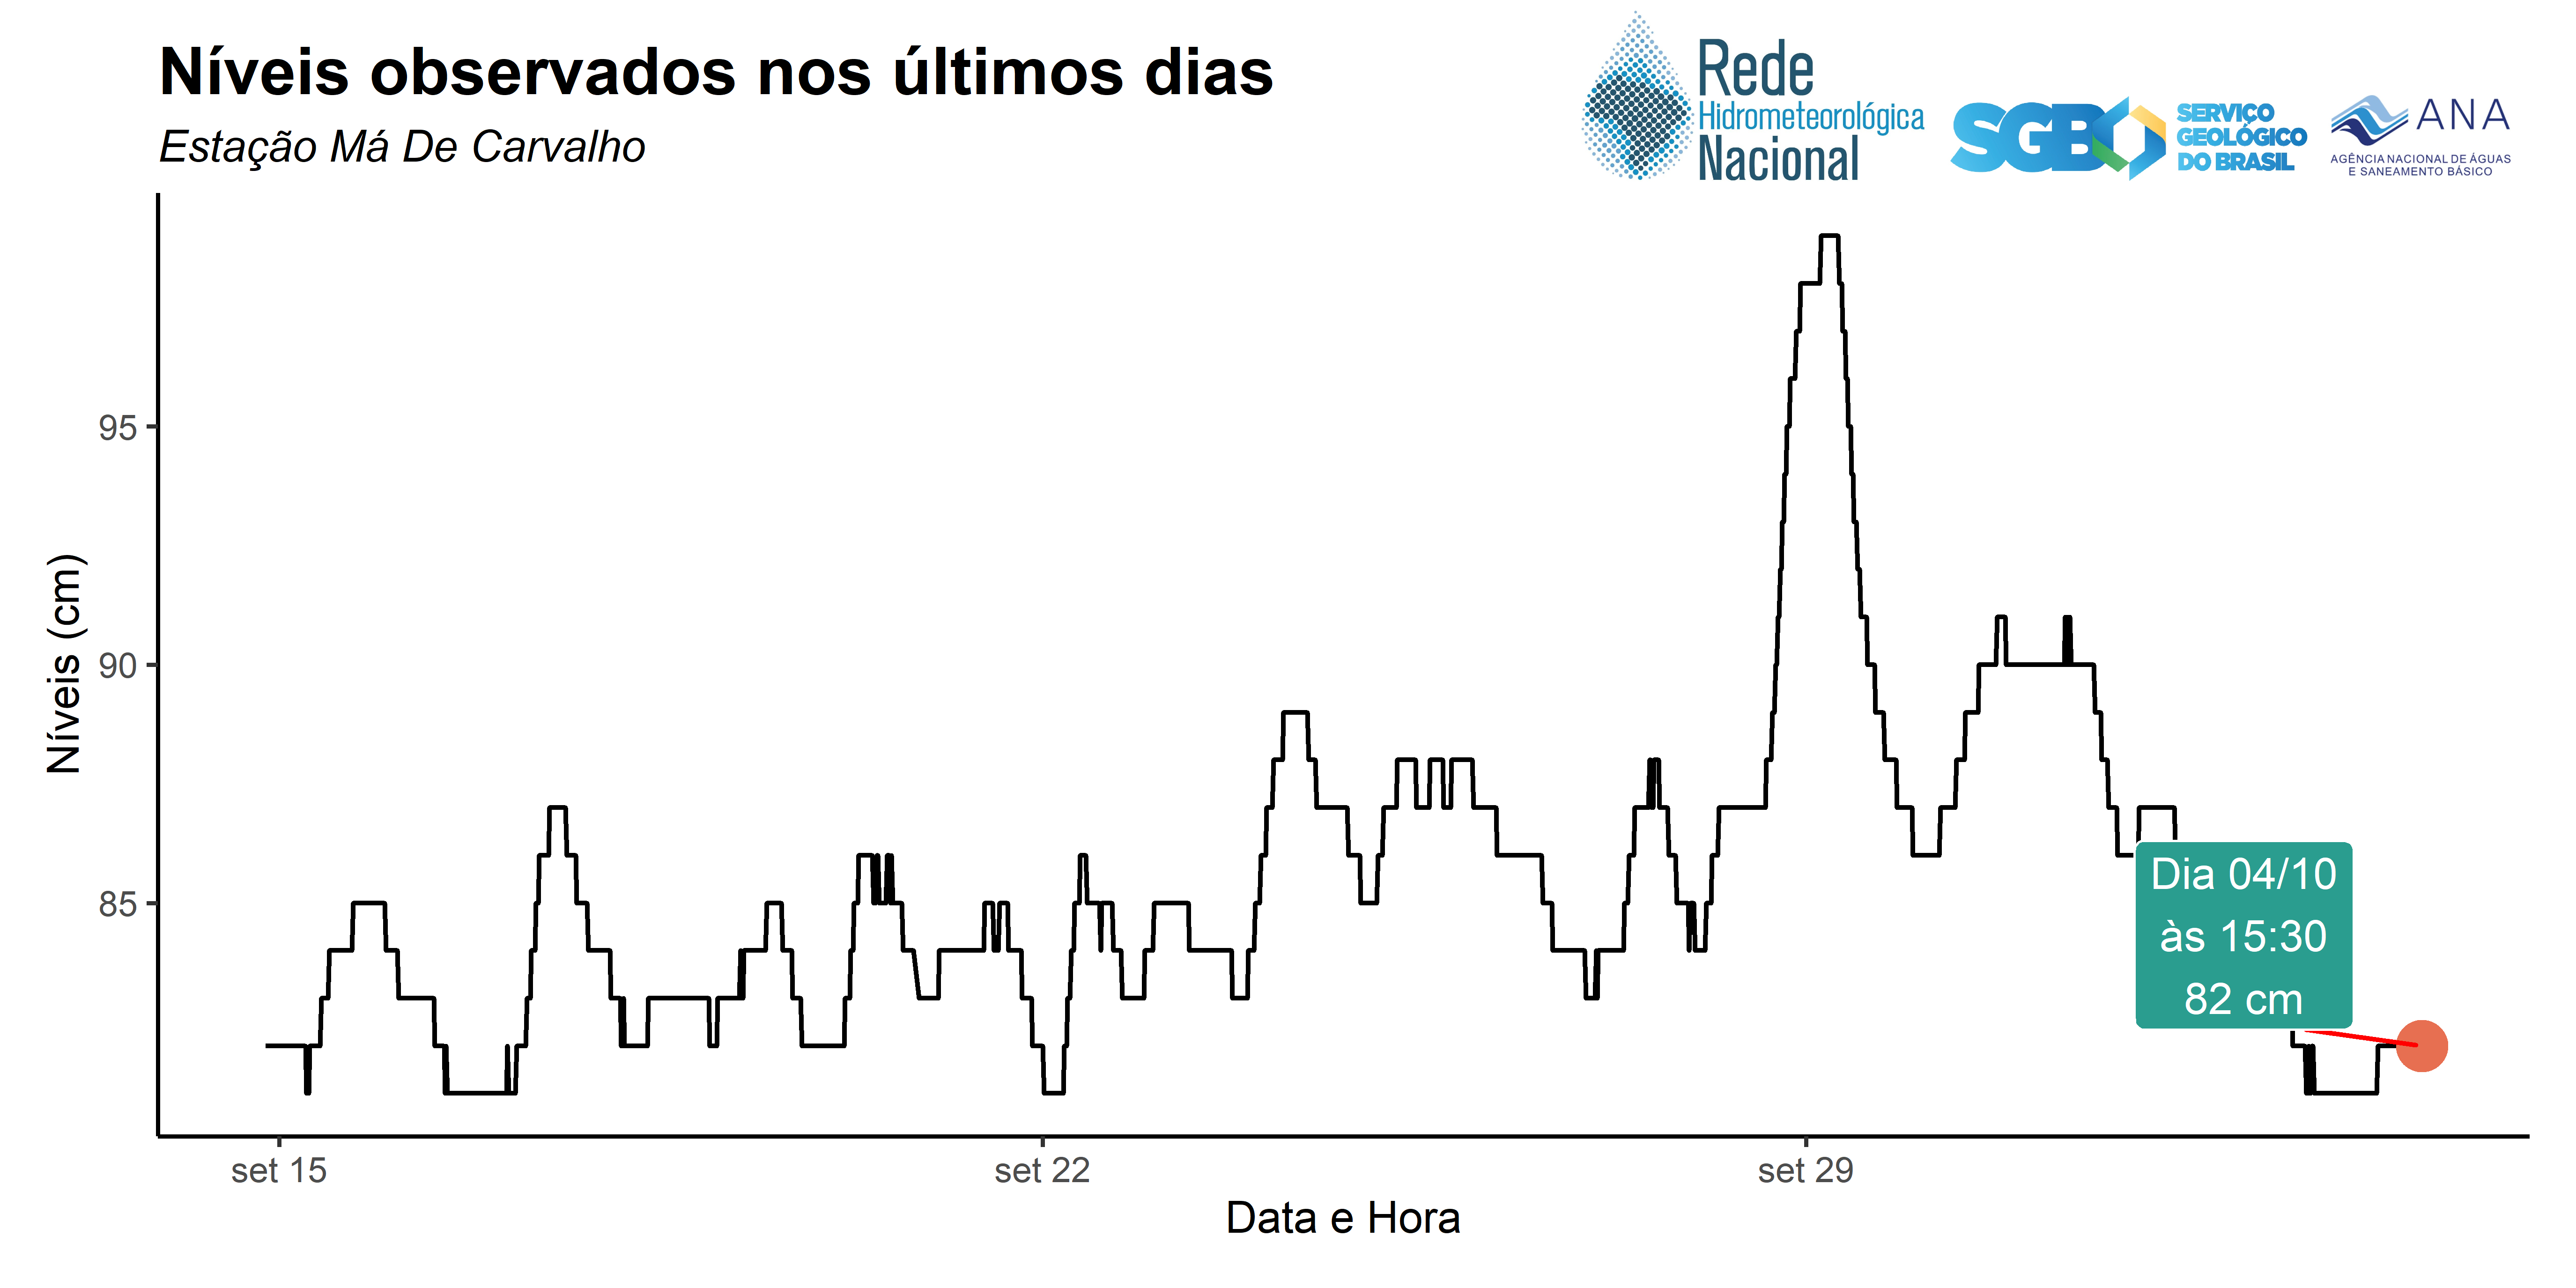 Níveis observados nos últimos dias
Estação Má De Carvalho
Rede
Hidrometeorológica
Nacional
SGB
SERVIÇO
GEOLÓGICO
DO BRASIL
ANA
AGÊNCIA NACIONAL DE ÁGUAS
E SANEAMENTO BÁSICO
Níveis (cm)
95
90
85
Dia 04/10
às 15:30
82 cm
set 15
set 22
set 29
Data e Hora